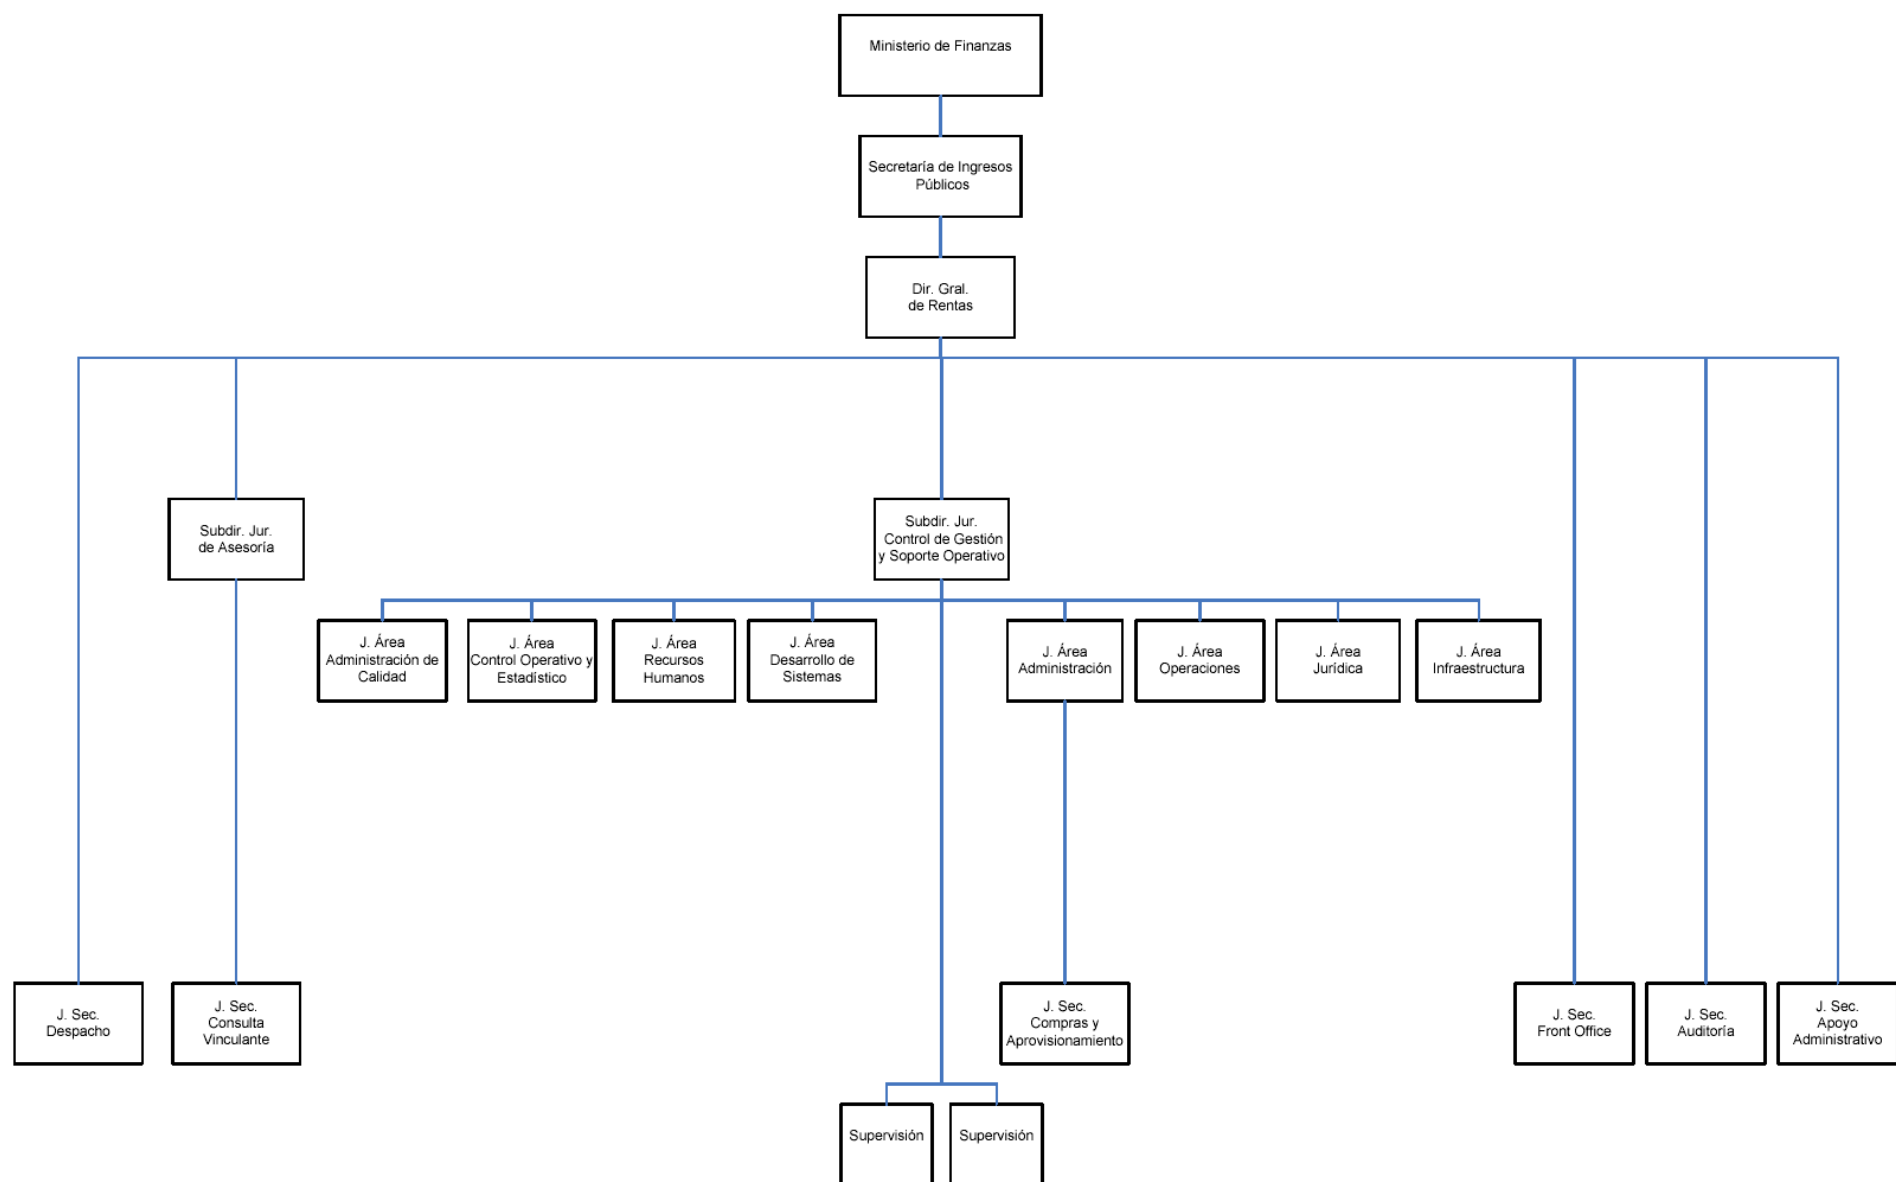 Ministerio de Finanzas
Secretaría de Ingresos
Públicos
Dir. Gral.
de Rentas
Subdir. Jur.
de Asesoría
Subdir. Jur.
Control de Gestión
y Soporte Operativo
J. Área
Administración de
Calidad
J. Área
Control Operativo y
Estadístico
J. Área
Recursos
Humanos
J. Área
Desarrollo de
Sistemas
J. Área
Administración
J. Área
Operaciones
J. Área
Jurídica
J. Área
Infraestructura
J. Sec.
Despacho
J. Sec.
Consulta
Vinculante
J. Sec.
Compras y
Aprovisionamiento
J. Sec.
Front Office
J. Sec.
Auditoría
J. Sec.
Apoyo
Administrativo
Supervisión
Supervisión